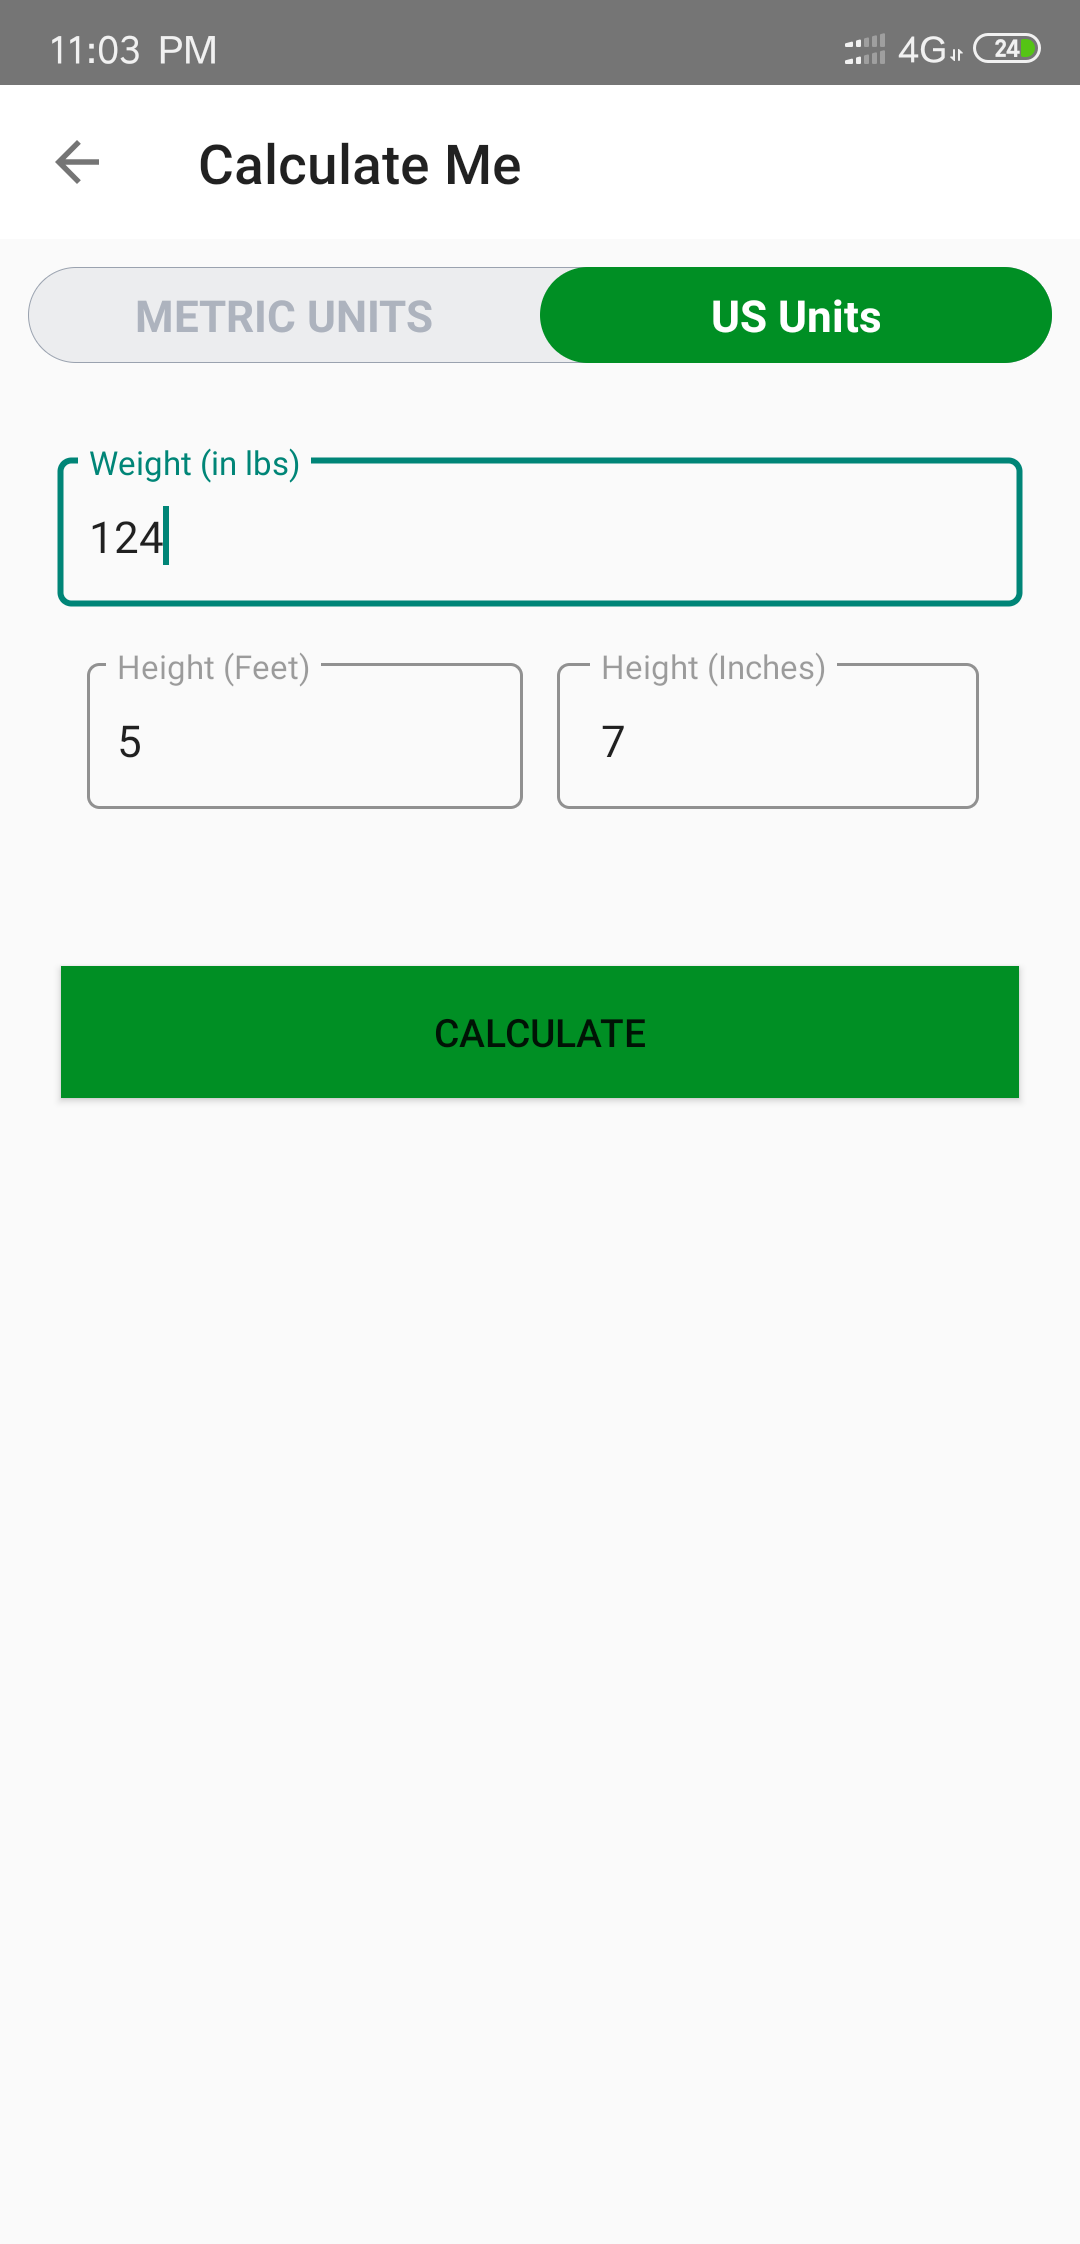 11:03 PM 4G 24
Calculate Me
METRIC UNITS US Units
Weight (in lbs)
124
Height (Feet) Height (Inches)
5 7
CALCULATE